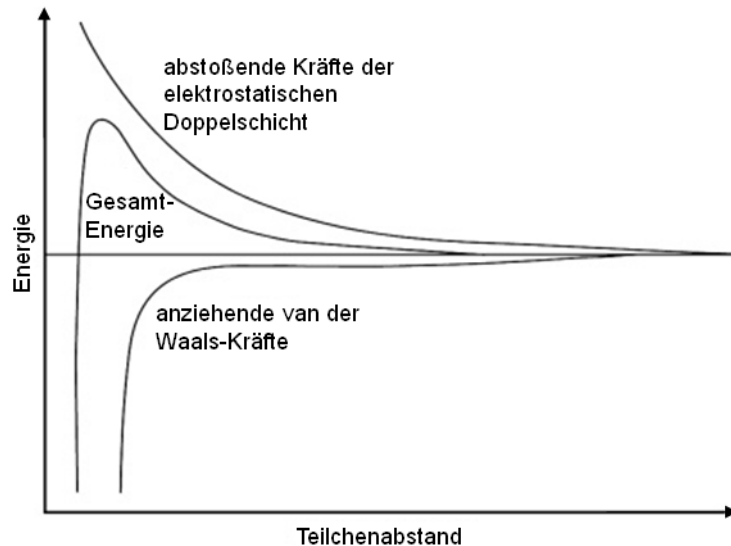 abstoßende Kräfte der
elektrostatischen
Doppelschicht
Gesamt-
Energie
Energie
anziehende van der
Waals-Kräfte
Teilchenabstand